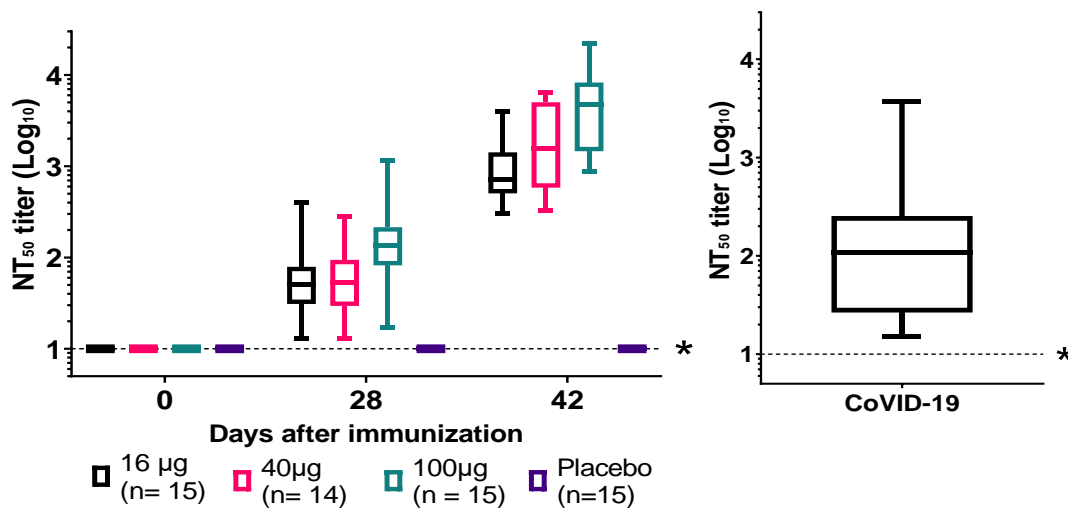 NT50 titer (Log10)
4
3
2
1
*
0 28 42
Days after immunization
16 µg
(n= 15)
40µg
(n= 14)
100µg
(n = 15)
Placebo
(n=15)
NT50 titer (Log10)
4
3
2
1
*
CoVID-19